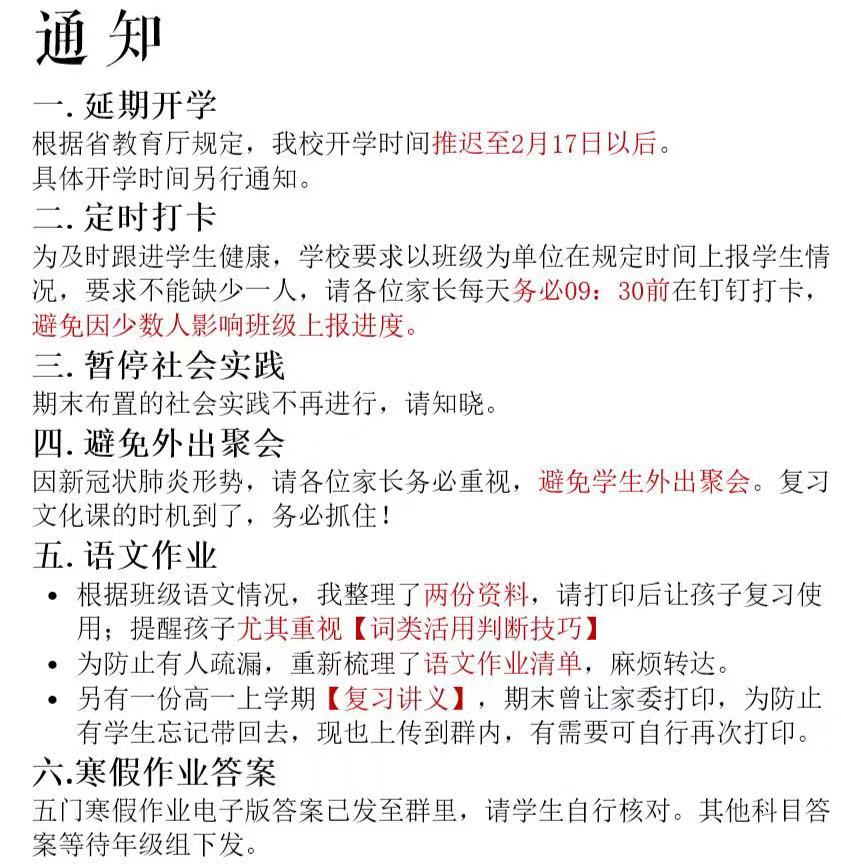 通知
一. 延期开学
根据省教育厅规定，我校开学时间推迟至2月17日以后。
具体开学时间另行通知。
二. 定时打卡
为及时跟进学生健康，学校要求以班级为单位在规定时间上报学生情
况，要求不能缺少一人，请各位家长每天务必09：30前在钉钉打卡，
避免因少数人影响班级上报进度。
三. 暂停社会实践
期末布置的社会实践不再进行，请知晓。
四. 避免外出聚会
因新冠状肺炎形势，请各位家长务必重视，避免学生外出聚会。复习
文化课的时机到了，务必抓住！
五. 语文作业
• 根据班级语文情况，我整理了两份资料，请打印后让孩子复习使
用；提醒孩子尤其重视【词类活用判断技巧】
• 为防止有人疏漏，重新梳理了语文作业清单，麻烦转达。
• 另有一份高一上学期【复习讲义】，期末曾让家委打印，为防止
有学生忘记带回去，现也上传到群内，有需要可自行再次打印。
六.寒假作业答案
五门寒假作业电子版答案已发至群里，请学生自行核对。其他科目答
案等待年级组下发。